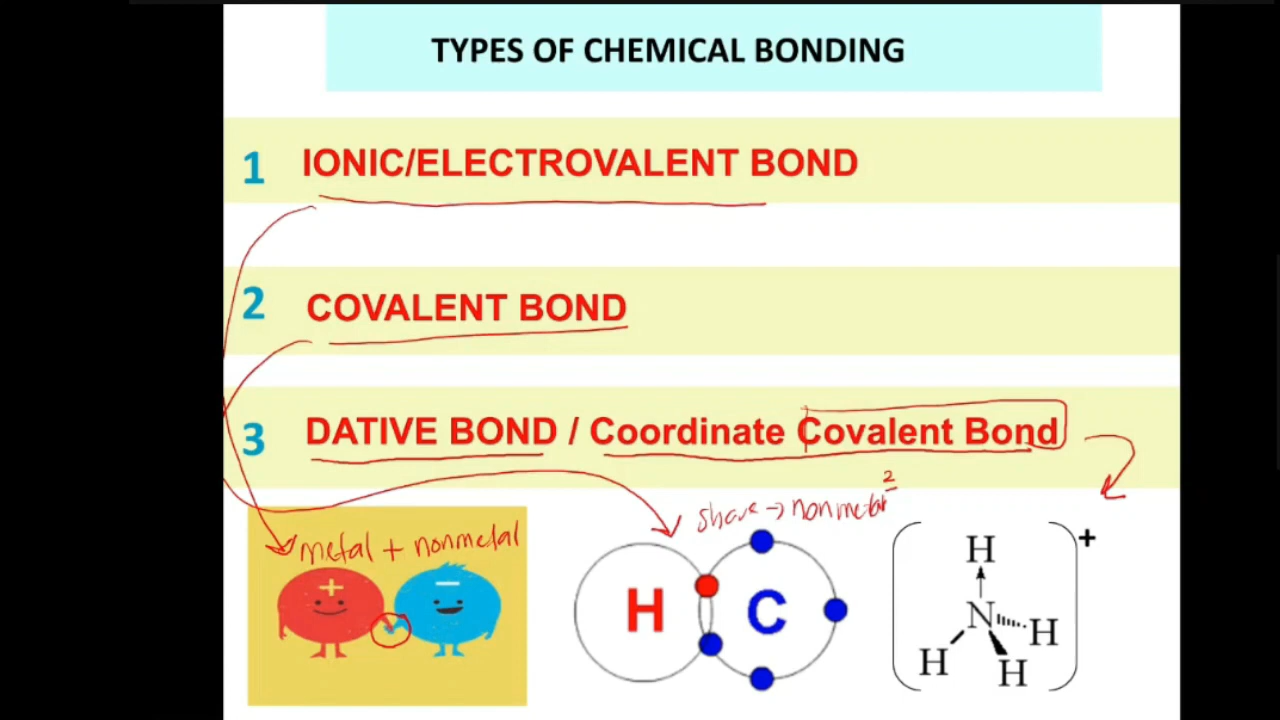 TYPES OF CHEMICAL BONDING
1 IONIC/ELECTROVALENT BOND
2 COVALENT BOND
3 DATIVE BOND / Coordinate Covalent Bond
share → nonmetal 2
metal + nonmetal
+ −
H C
H
N H
H H
+